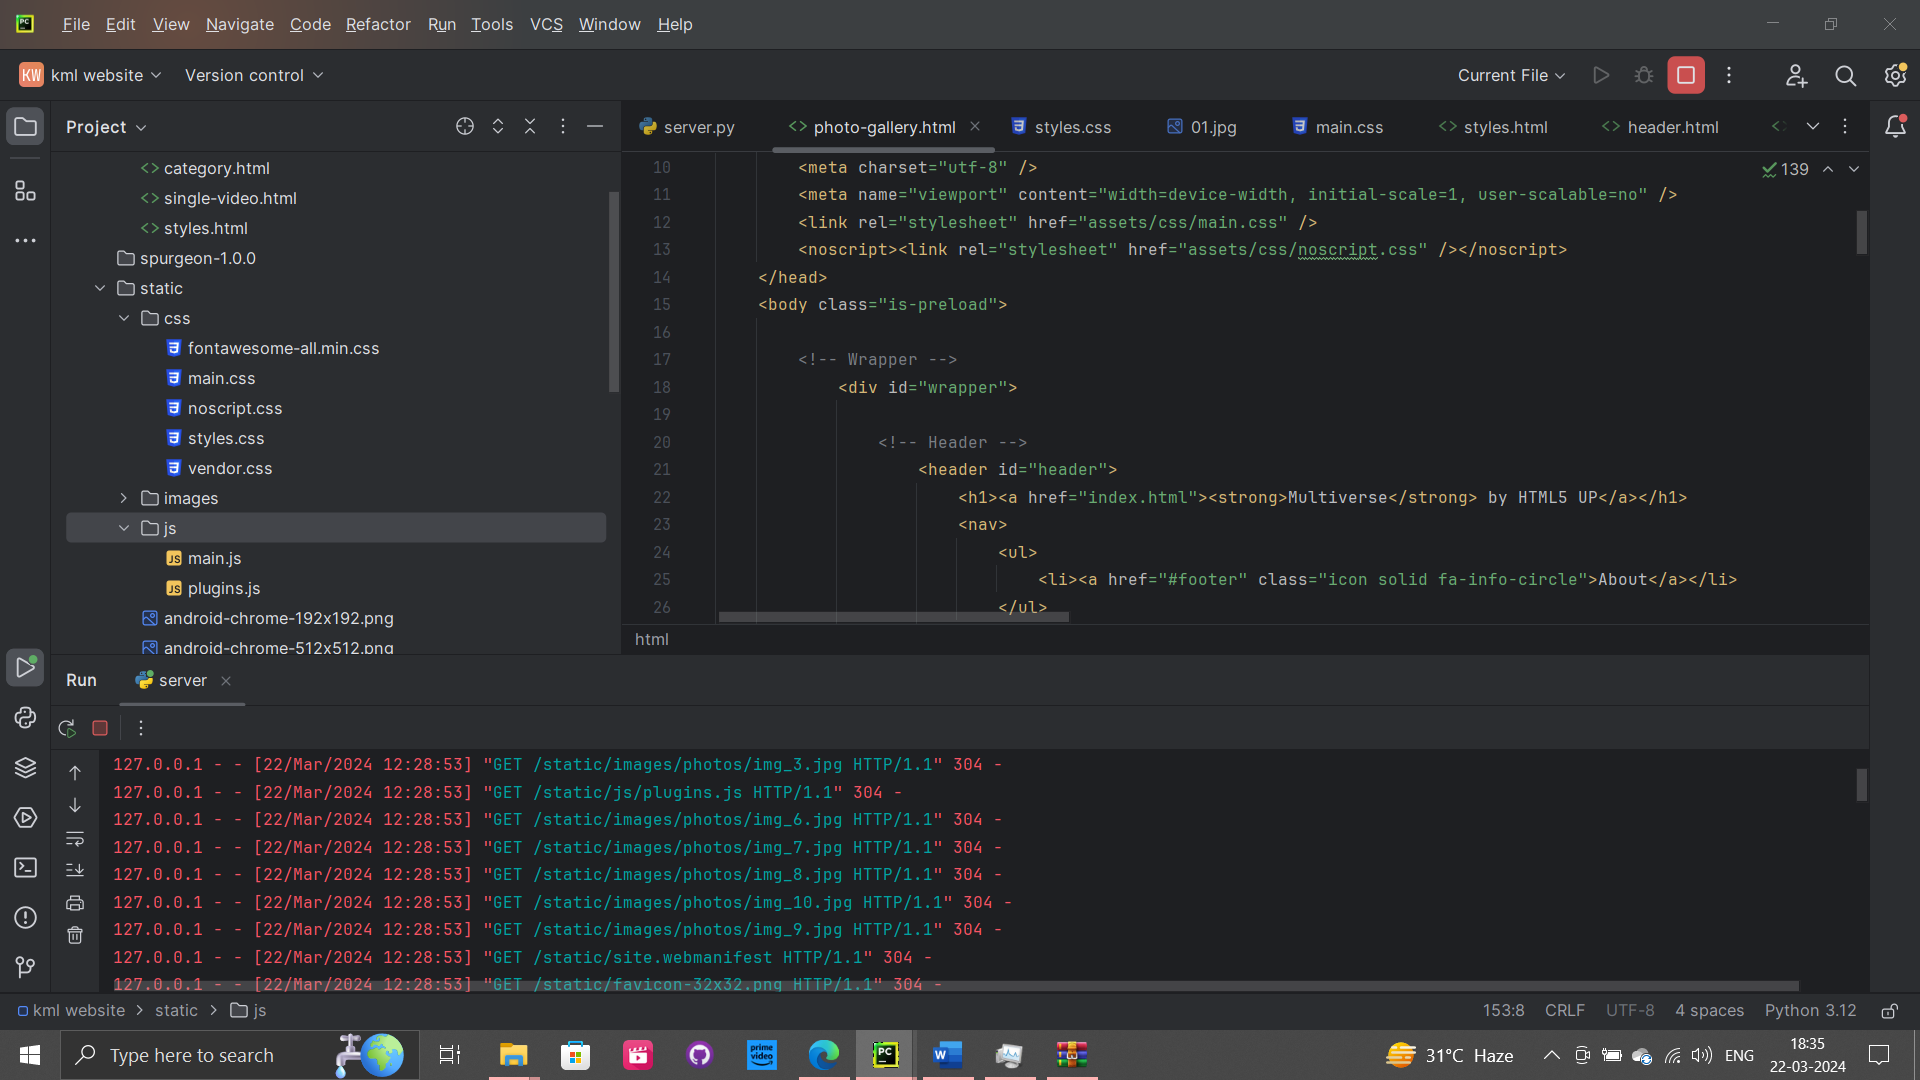 PC File Edit View Navigate Code Refactor Run Tools VCS Window Help
KW kml website Version control Current File
Project
server.py photo-gallery.html styles.css 01.jpg main.css styles.html header.html
category.html
single-video.html
styles.html
spurgeon-1.0.0
static
css
fontawesome-all.min.css
main.css
noscript.css
styles.css
vendor.css
images
js
main.js
plugins.js
android-chrome-192x192.png
android-chrome-512x512.png
139
10 <meta charset="utf-8" />
11 <meta name="viewport" content="width=device-width, initial-scale=1, user-scalable=no" />
12 <link rel="stylesheet" href="assets/css/main.css" />
13 <noscript><link rel="stylesheet" href="assets/css/noscript.css" /></noscript>
14 </head>
15 <body class="is-preload">
16
17 <!-- Wrapper -->
18 <div id="wrapper">
19
20 <!-- Header -->
21 <header id="header">
22 <h1><a href="index.html"><strong>Multiverse</strong> by HTML5 UP</a></h1>
23 <nav>
24 <ul>
25 <li><a href="#footer" class="icon solid fa-info-circle">About</a></li>
26 </ul>
html
Run server
127.0.0.1 - - [22/Mar/2024 12:28:53] "GET /static/images/photos/img_3.jpg HTTP/1.1" 304 -
127.0.0.1 - - [22/Mar/2024 12:28:53] "GET /static/js/plugins.js HTTP/1.1" 304 -
127.0.0.1 - - [22/Mar/2024 12:28:53] "GET /static/images/photos/img_6.jpg HTTP/1.1" 304 -
127.0.0.1 - - [22/Mar/2024 12:28:53] "GET /static/images/photos/img_7.jpg HTTP/1.1" 304 -
127.0.0.1 - - [22/Mar/2024 12:28:53] "GET /static/images/photos/img_8.jpg HTTP/1.1" 304 -
127.0.0.1 - - [22/Mar/2024 12:28:53] "GET /static/images/photos/img_10.jpg HTTP/1.1" 304 -
127.0.0.1 - - [22/Mar/2024 12:28:53] "GET /static/images/photos/img_9.jpg HTTP/1.1" 304 -
127.0.0.1 - - [22/Mar/2024 12:28:53] "GET /static/site.webmanifest HTTP/1.1" 304 -
127.0.0.1 - - [22/Mar/2024 12:28:53] "GET /static/favicon-32x32.png HTTP/1.1" 304 -
kml website > static > js 153:8 CRLF UTF-8 4 spaces Python 3.12
Type here to search prime video PC W 31°C Haze ENG 18:35
22-03-2024